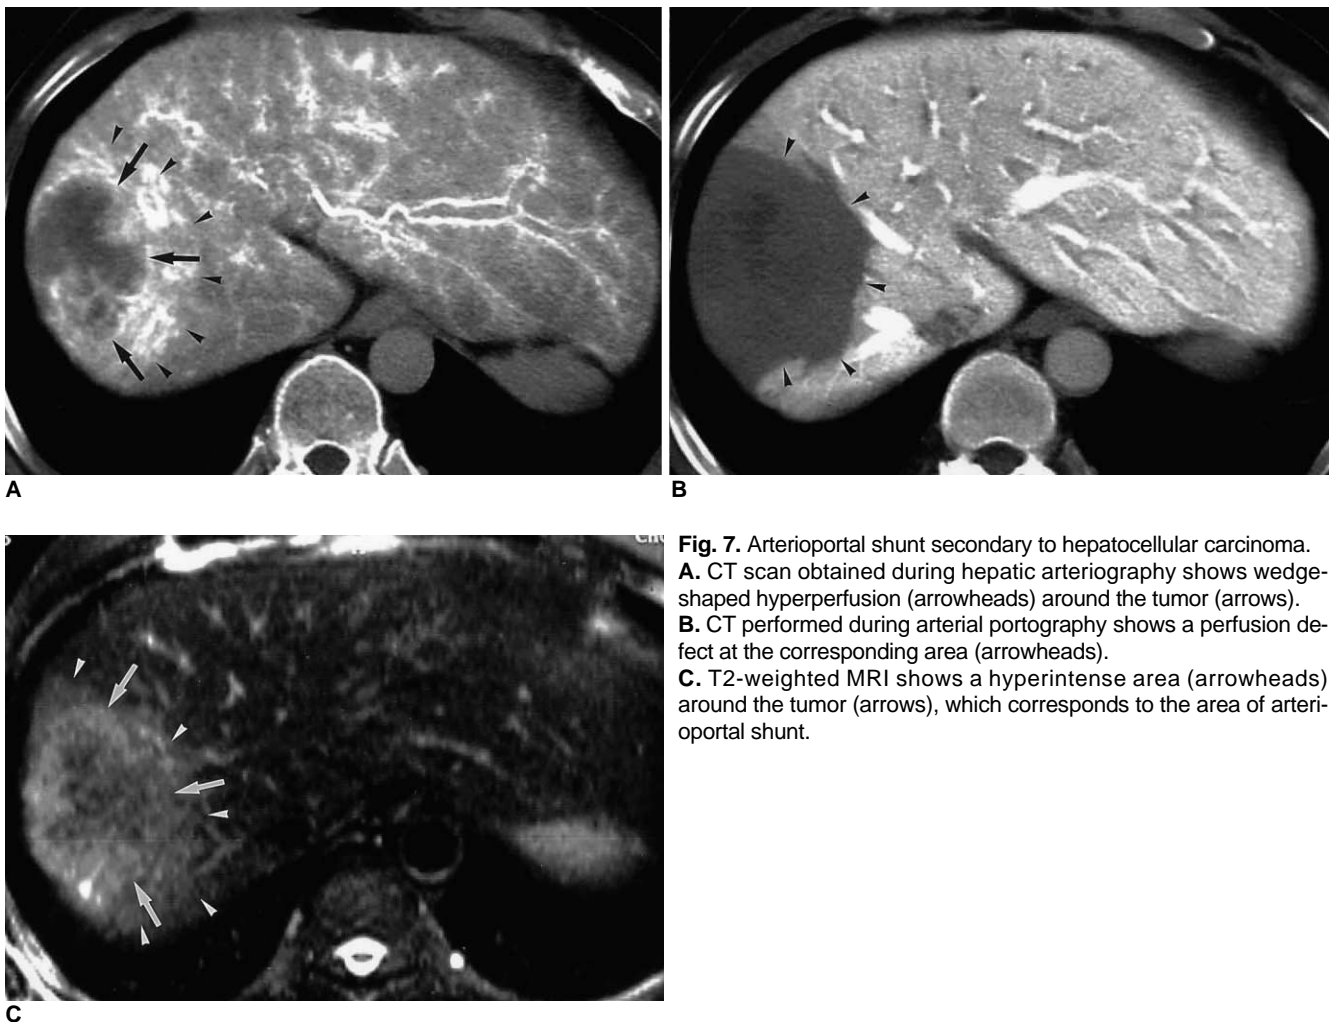 A
B
C
Fig. 7. Arterioportal shunt secondary to hepatocellular carcinoma.
A. CT scan obtained during hepatic arteriography shows wedge-
shaped hyperperfusion (arrowheads) around the tumor (arrows).
B. CT performed during arterial portography shows a perfusion de-
fect at the corresponding area (arrowheads).
C. T2-weighted MRI shows a hyperintense area (arrowheads)
around the tumor (arrows), which corresponds to the area of arteri-
oportal shunt.